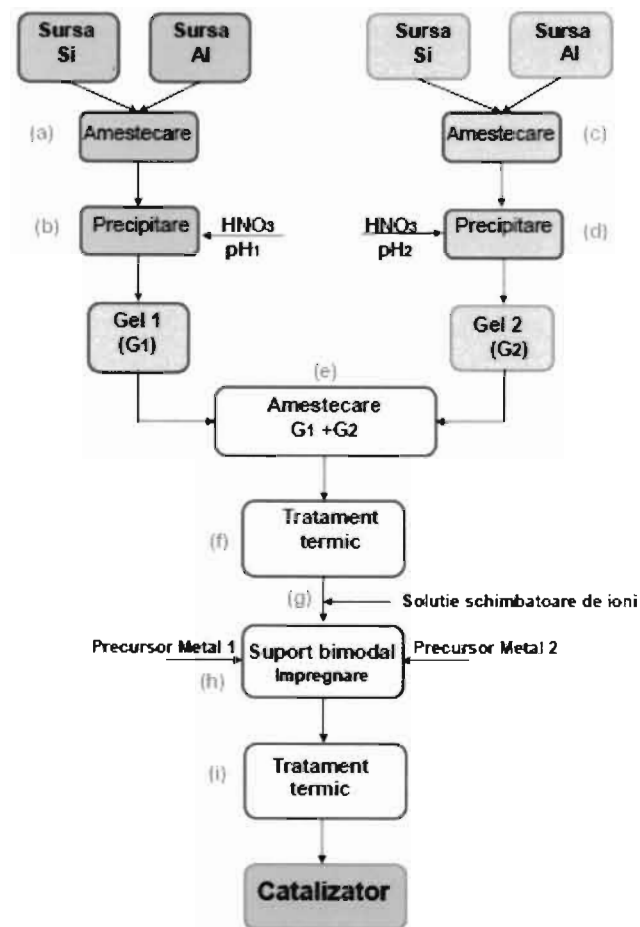 Sursa
Si
Sursa
Al
Sursa
Si
Sursa
Al
(a)
Amestecare
Amestecare
(c)
(b)
Precipitare
HNO3
pH1
HNO3
pH2
Precipitare
(d)
Gel 1
(G1)
Gel 2
(G2)
(e)
Amestecare
G1 +G2
(f)
Tratament
termic
(g)
Solutie schimbatoare de ioni
Precursor Metal 1
Suport bimodal
Impregnare
Precursor Metal 2
(h)
(i)
Tratament
termic
Catalizator